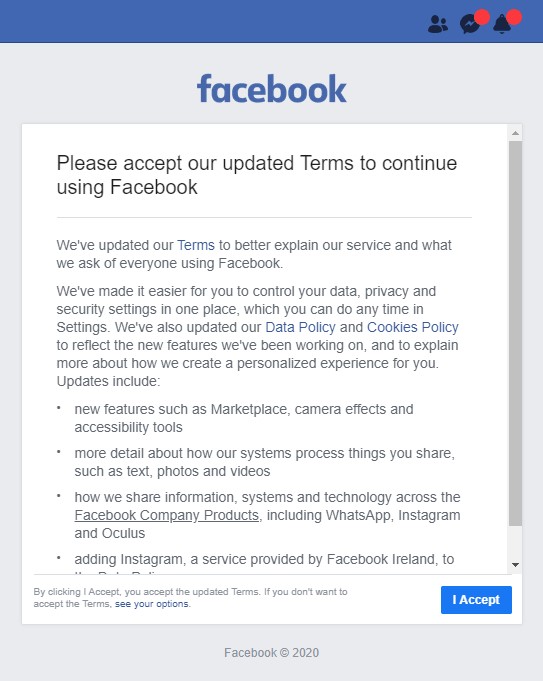 facebook
Please accept our updated Terms to continue
using Facebook
We've updated our Terms to better explain our service and what
we ask of everyone using Facebook.
We've made it easier for you to control your data, privacy and
security settings in one place, which you can do any time in
Settings. We've also updated our Data Policy and Cookies Policy
to reflect the new features we've been working on, and to explain
more about how we create a personalized experience for you.
Updates include:
• new features such as Marketplace, camera effects and
accessibility tools
• more detail about how our systems process things you share,
such as text, photos and videos
• how we share information, systems and technology across the
Facebook Company Products, including WhatsApp, Instagram
and Oculus
• adding Instagram, a service provided by Facebook Ireland, to
By clicking I Accept, you accept the updated Terms. If you don't want to
accept the Terms, see your options.
I Accept
Facebook © 2020